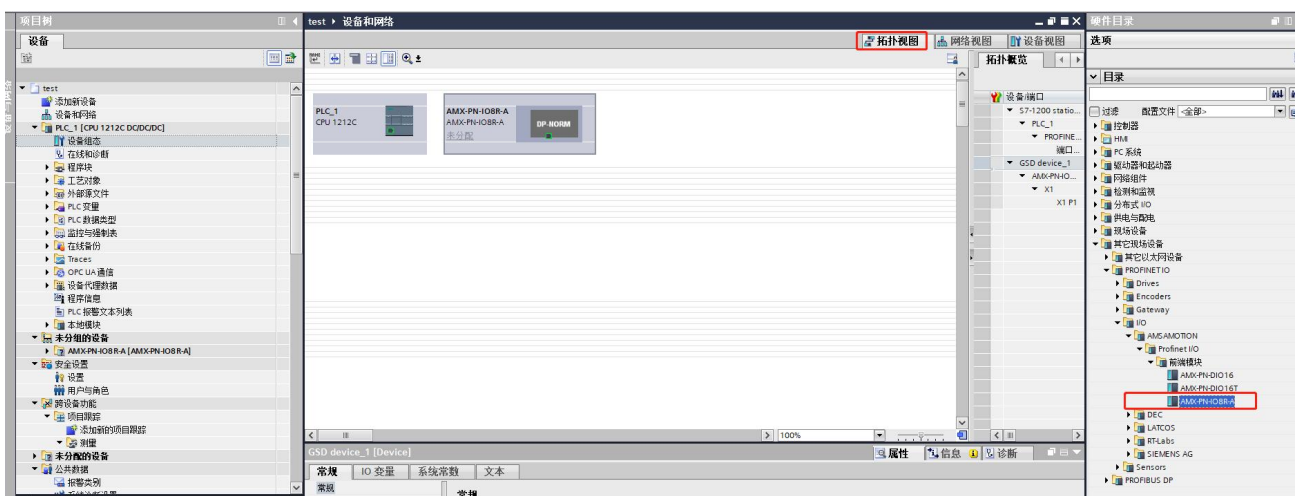 项目树
设备
test
添加新设备
设备和网络
PLC_1 [CPU 1212C DC/DC/DC]
设备组态
在线和诊断
程序块
工艺对象
外部源文件
PLC 变量
PLC 数据类型
监控与强制表
在线备份
Traces
OPC UA 通信
设备代理数据
程序信息
PLC 报警文本列表
本地模块
未分组的设备
AMX-PN-IO8R-A [AMX-PN-IO8R-A]
安全设置
设置
用户与角色
跨设备功能
项目跟踪
添加新的项目跟踪
测量
未分配的设备
公共数据
报警类别
test ▸ 设备和网络
拓扑视图
网络视图
设备视图
PLC_1
CPU 1212C
AMX-PN-IO8R-A
AMX-PN-IO8R-A
未分配
DP-NORM
100%
拓扑概览
设备/端口
S7-1200 statio...
PLC_1
PROFINE...
端口...
GSD device_1
AMX-PN-IO...
X1
X1 P1
GSD device_1 [Device]
属性
信息
诊断
常规
IO 变量
系统常数
文本
常规
常规
硬件目录
选项
目录
过滤
配置文件
<全部>
控制器
HMI
PC 系统
驱动器和起动器
网络组件
检测和监视
分布式 I/O
供电与配电
现场设备
其它现场设备
其它以太网设备
PROFINET IO
Drives
Encoders
Gateway
I/O
AMSAMOTION
Profinet I/O
前端模块
AMX-PN-DIO16
AMX-PN-DIO16T
AMX-PN-IO8R-A
DEC
LATCOS
RT-Labs
SIEMENS AG
Sensors
PROFIBUS DP